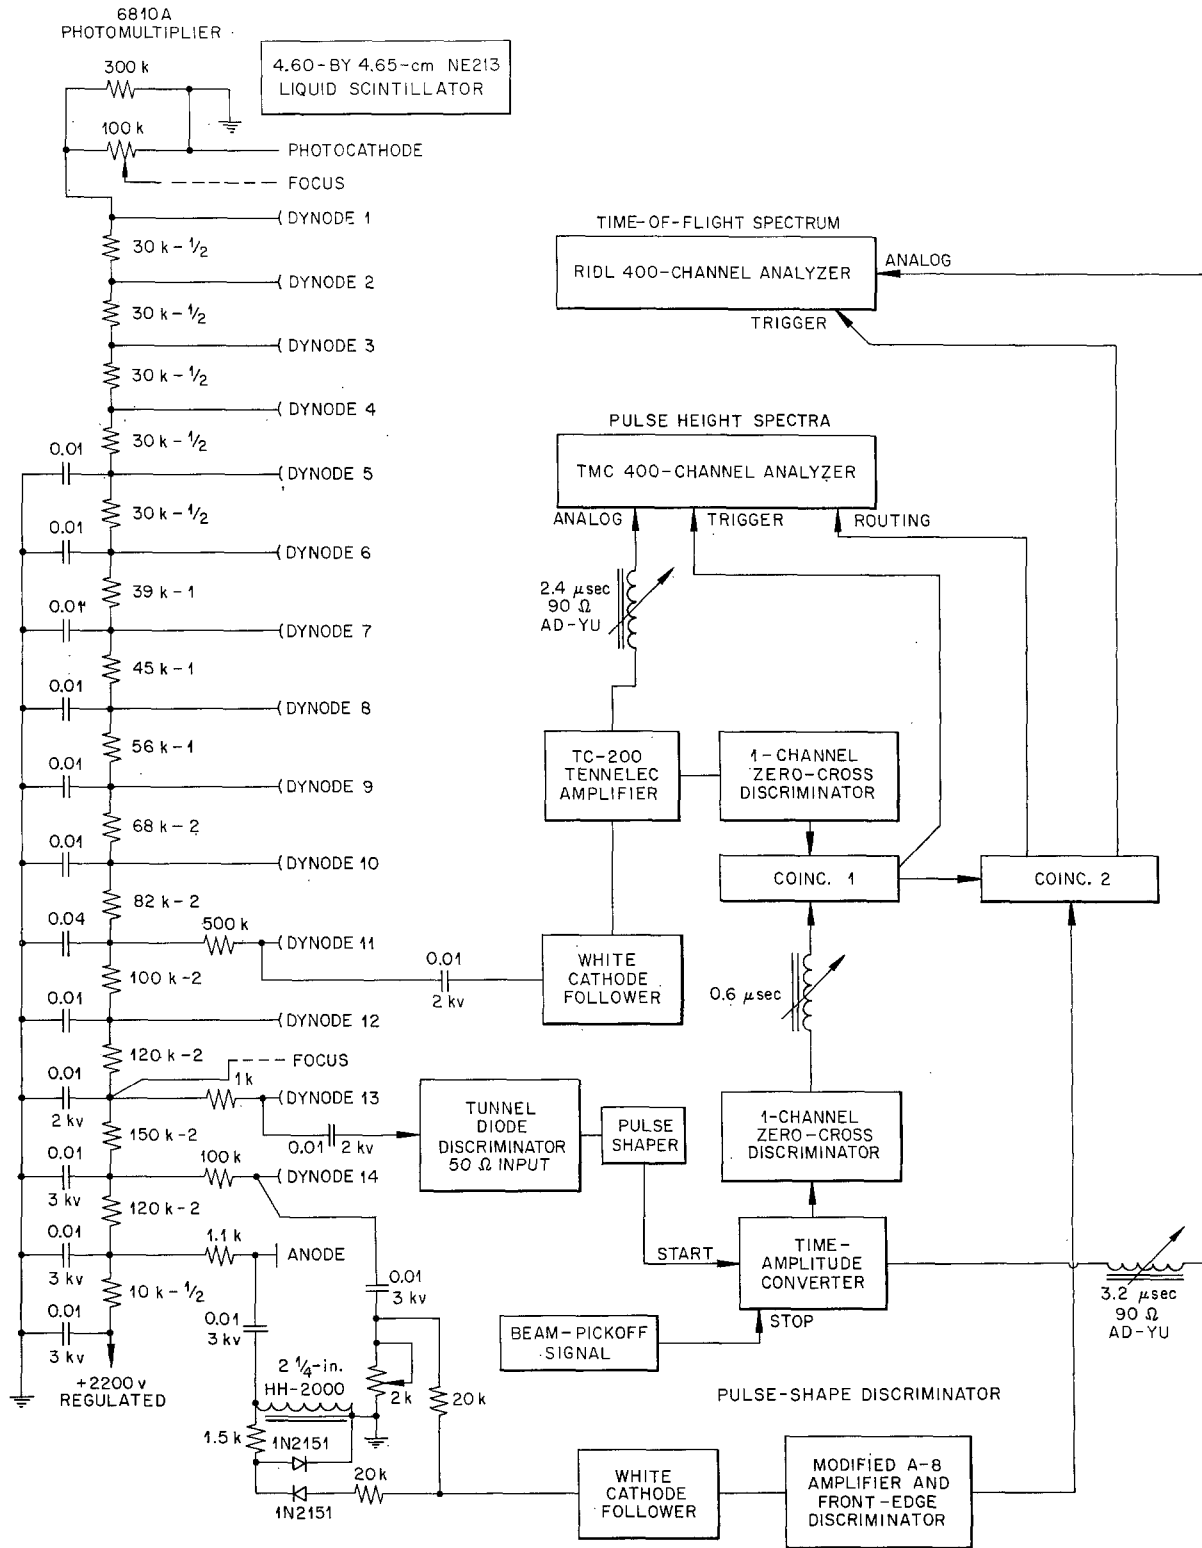 6810A
PHOTOMULTIPLIER
300 k
4.60-BY 4.65-cm NE213
LIQUID SCINTILLATOR
100 k
PHOTOCATHODE
FOCUS
DYNODE 1
30 k - 1/2
DYNODE 2
30 k - 1/2
DYNODE 3
30 k - 1/2
DYNODE 4
30 k - 1/2
0.01
DYNODE 5
30 k - 1/2
0.01
DYNODE 6
39 k - 1
0.01
DYNODE 7
45 k - 1
0.01
DYNODE 8
56 k - 1
0.01
DYNODE 9
68 k - 2
0.01
DYNODE 10
82 k - 2
0.04
500 k
DYNODE 11
0.01
2 kv
100 k - 2
0.01
DYNODE 12
120 k - 2
FOCUS
0.01
2 kv
1 k
DYNODE 13
0.01
2 kv
150 k - 2
0.01
3 kv
100 k
DYNODE 14
120 k - 2
0.01
3 kv
1.1 k
ANODE
10 k - 1/2
0.01
3 kv
0.01
3 kv
0.01
3 kv
+2200 v
REGULATED
2 1/4-in.
HH-2000
2 k
20 k
1.5 k
1N2151
1N2151
20 k
TIME-OF-FLIGHT SPECTRUM
RIDL 400-CHANNEL ANALYZER
ANALOG
TRIGGER
PULSE HEIGHT SPECTRA
TMC 400-CHANNEL ANALYZER
ANALOG
TRIGGER
ROUTING
2.4 μsec
90 Ω
AD-YU
TC-200
TENNELEC
AMPLIFIER
1-CHANNEL
ZERO-CROSS
DISCRIMINATOR
COINC. 1
COINC. 2
WHITE
CATHODE
FOLLOWER
0.6 μsec
TUNNEL
DIODE
DISCRIMINATOR
50 Ω INPUT
PULSE
SHAPER
1-CHANNEL
ZERO-CROSS
DISCRIMINATOR
START
TIME-
AMPLITUDE
CONVERTER
STOP
BEAM-PICKOFF
SIGNAL
3.2 μsec
90 Ω
AD-YU
PULSE-SHAPE DISCRIMINATOR
WHITE
CATHODE
FOLLOWER
MODIFIED A-8
AMPLIFIER AND
FRONT-EDGE
DISCRIMINATOR